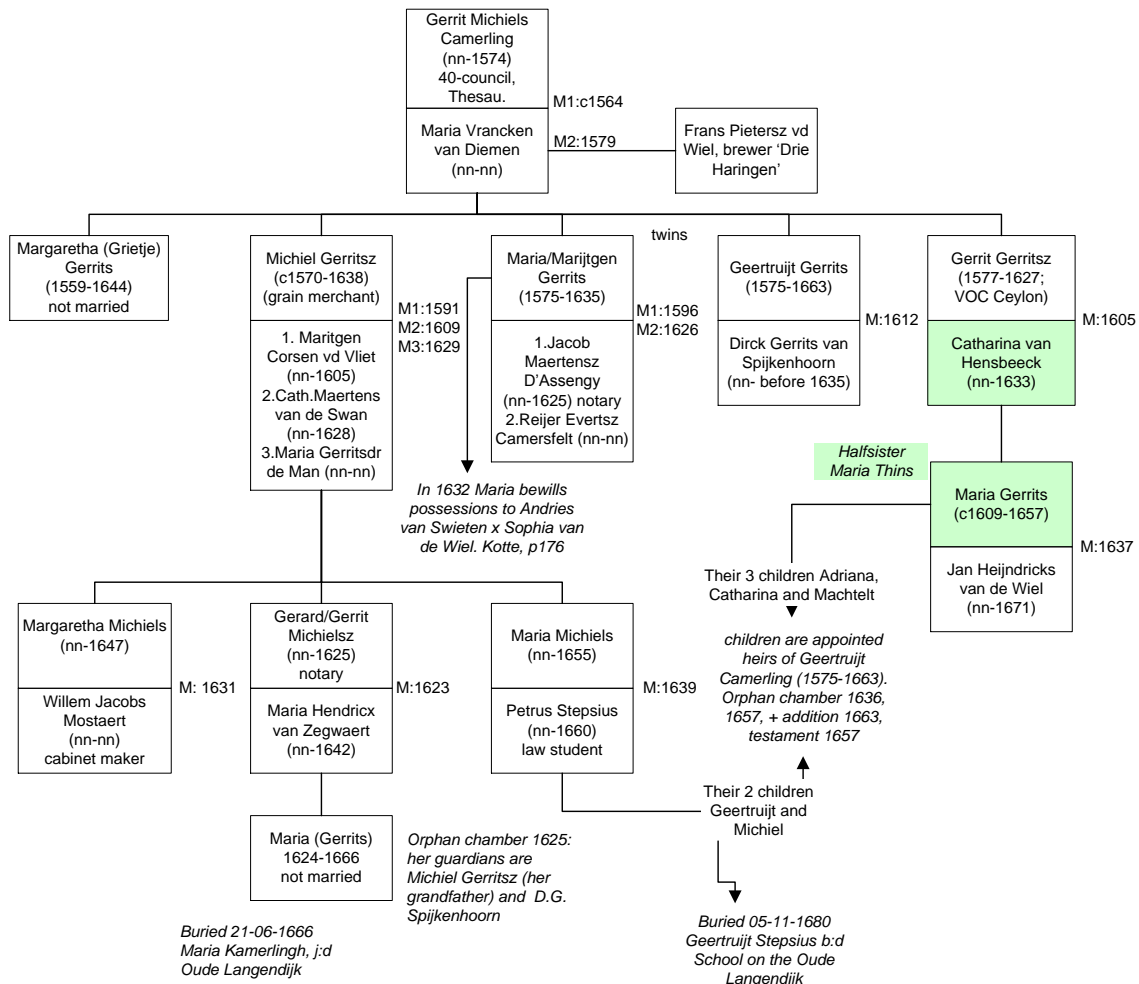 Gerrit Michiels
Camerling
(nn-1574)
40-council,
Thesau.
M1:c1564
Maria Vrancken
van Diemen
(nn-nn)
M2:1579
Frans Pietersz vd
Wiel, brewer ‘Drie
Haringen’
Margaretha (Grietje)
Gerrits
(1559-1644)
not married
Michiel Gerritsz
(c1570-1638)
(grain merchant)
M1:1591
M2:1609
M3:1629
1. Maritgen
Corsen vd Vliet
(nn-1605)
2.Cath.Maertens
van de Swan
(nn-1628)
3.Maria Gerritsdr
de Man (nn-nn)
twins
Maria/Marijtgen
Gerrits
(1575-1635)
M1:1596
M2:1626
1.Jacob
Maertensz
D’Assengy
(nn-1625) notary
2.Reijer Evertsz
Camersfelt (nn-nn)
Geertruijt Gerrits
(1575-1663)
M:1612
Dirck Gerrits van
Spijkenhoorn
(nn- before 1635)
Gerrit Gerritsz
(1577-1627;
VOC Ceylon)
M:1605
Catharina van
Hensbeeck
(nn-1633)
Halfsister
Maria Thins
Maria Gerrits
(c1609-1657)
M:1637
Jan Heijndricks
van de Wiel
(nn-1671)
In 1632 Maria bewills
possessions to Andries
van Swieten x Sophia van
de Wiel. Kotte, p176
Their 3 children Adriana,
Catharina and Machtelt
children are appointed
heirs of Geertruijt
Camerling (1575-1663).
Orphan chamber 1636,
1657, + addition 1663,
testament 1657
Margaretha Michiels
(nn-1647)
M: 1631
Willem Jacobs
Mostaert
(nn-nn)
cabinet maker
Gerard/Gerrit
Michielsz
(nn-1625)
notary
M:1623
Maria Hendricx
van Zegwaert
(nn-1642)
Maria Michiels
(nn-1655)
M:1639
Petrus Stepsius
(nn-1660)
law student
Their 2 children
Geertruijt and
Michiel
Maria (Gerrits)
1624-1666
not married
Orphan chamber 1625:
her guardians are
Michiel Gerritsz (her
grandfather) and  D.G.
Spijkenhoorn
Buried 21-06-1666
Maria Kamerlingh, j:d
Oude Langendijk
Buried 05-11-1680
Geertruijt Stepsius b:d
School on the Oude
Langendijk